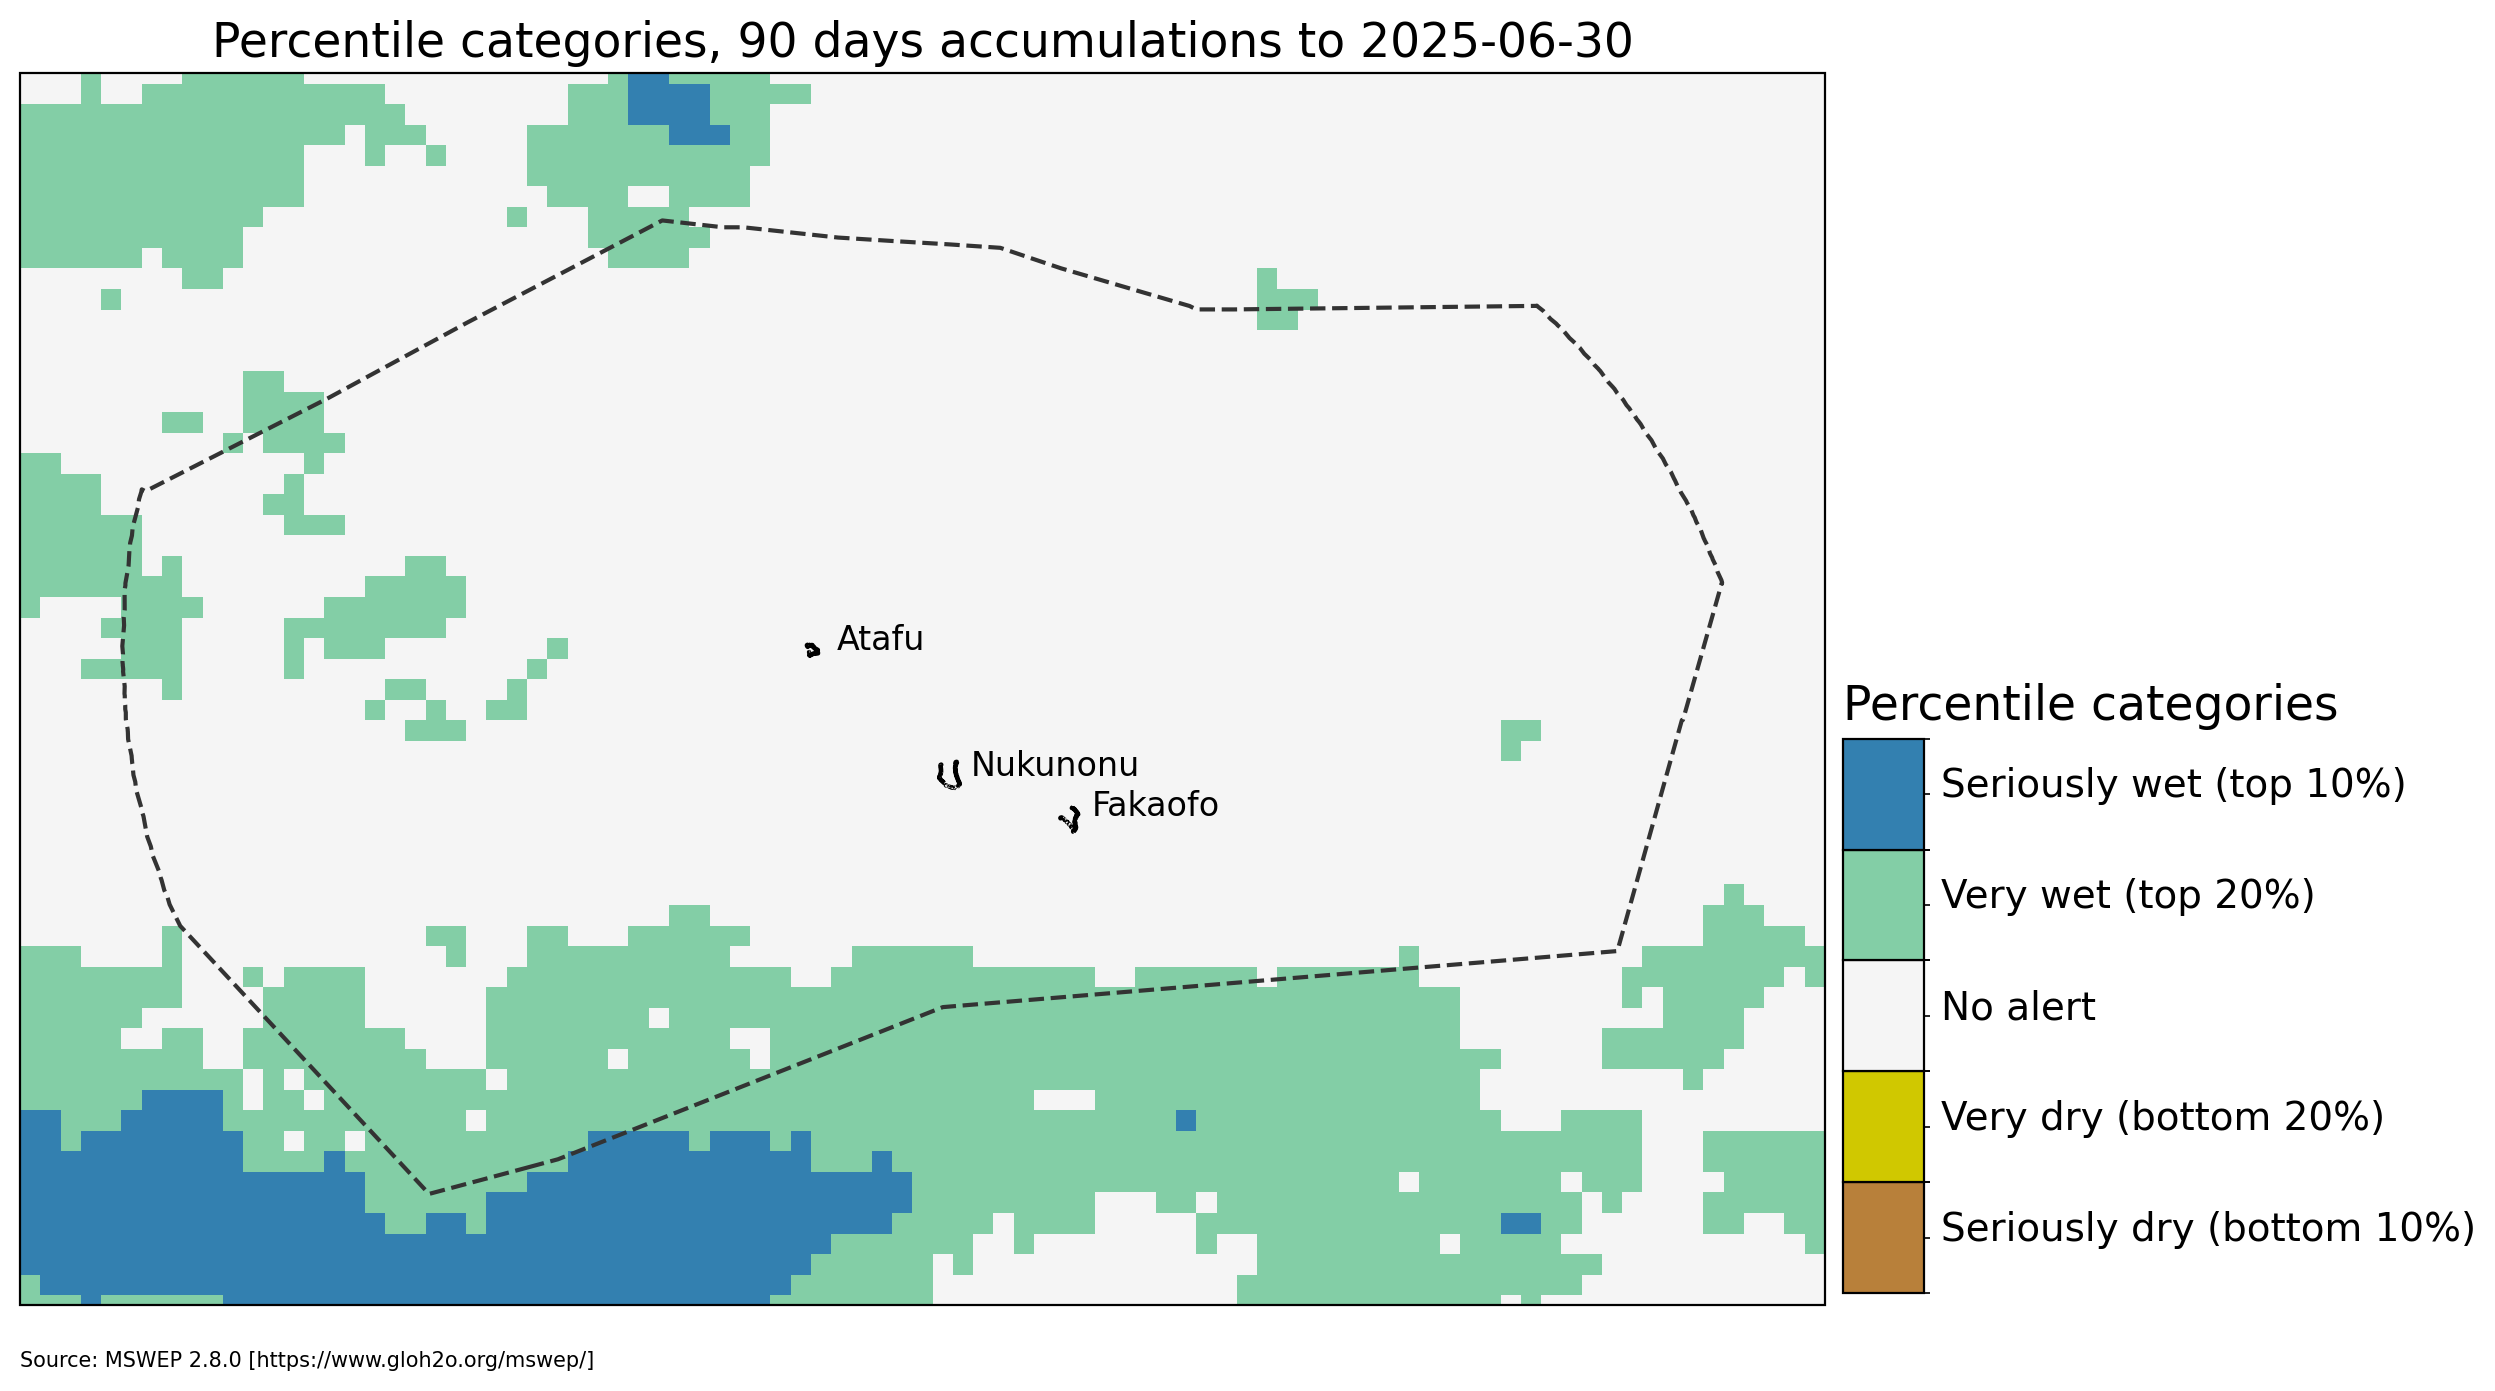 Percentile categories, 90 days accumulations to 2025-06-30
Atafu
Nukunonu
Fakaofo
Percentile categories
Seriously wet (top 10%)
Very wet (top 20%)
No alert
Very dry (bottom 20%)
Seriously dry (bottom 10%)
Source: MSWEP 2.8.0 [https://www.gloh2o.org/mswep/]